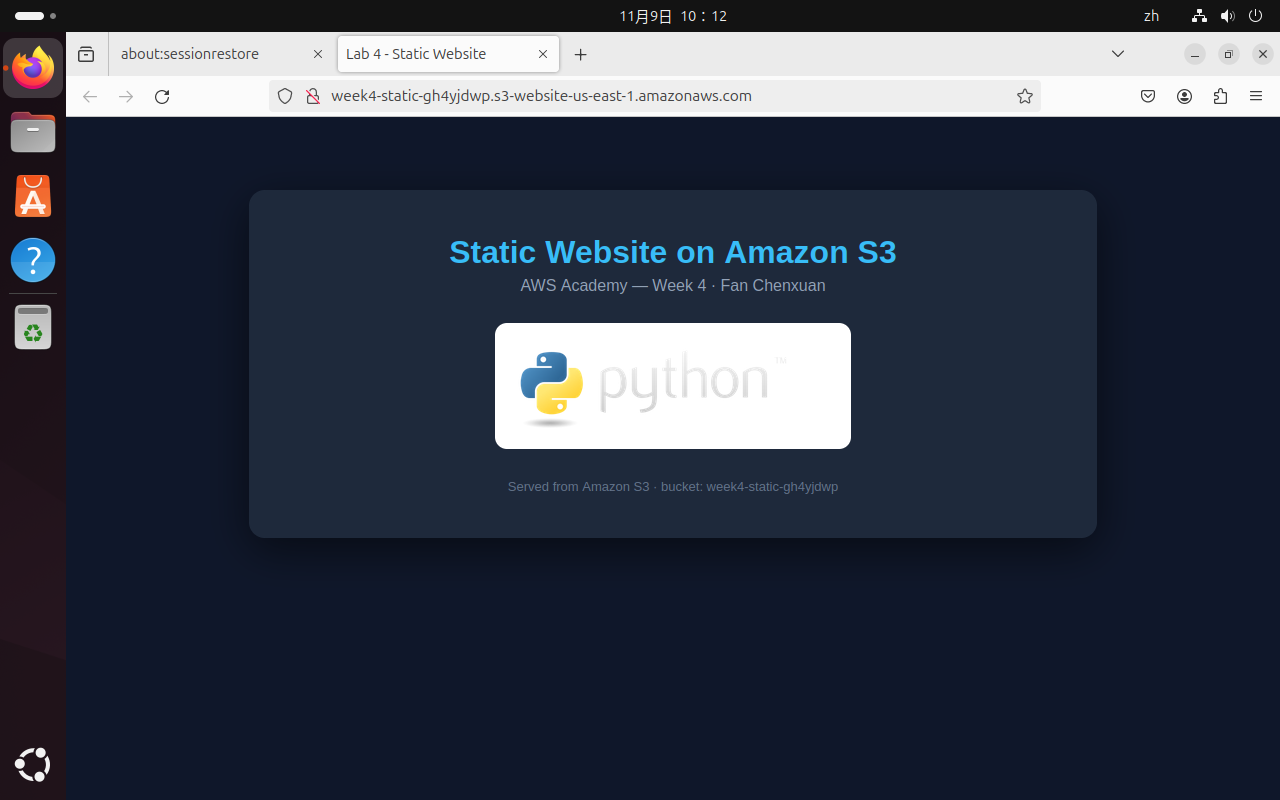 11月9日 10：12
zh
about:sessionrestore
Lab 4 - Static Website
week4-static-gh4yjdwp.s3-website-us-east-1.amazonaws.com
Static Website on Amazon S3
AWS Academy — Week 4 · Fan Chenxuan
python™
Served from Amazon S3 · bucket: week4-static-gh4yjdwp